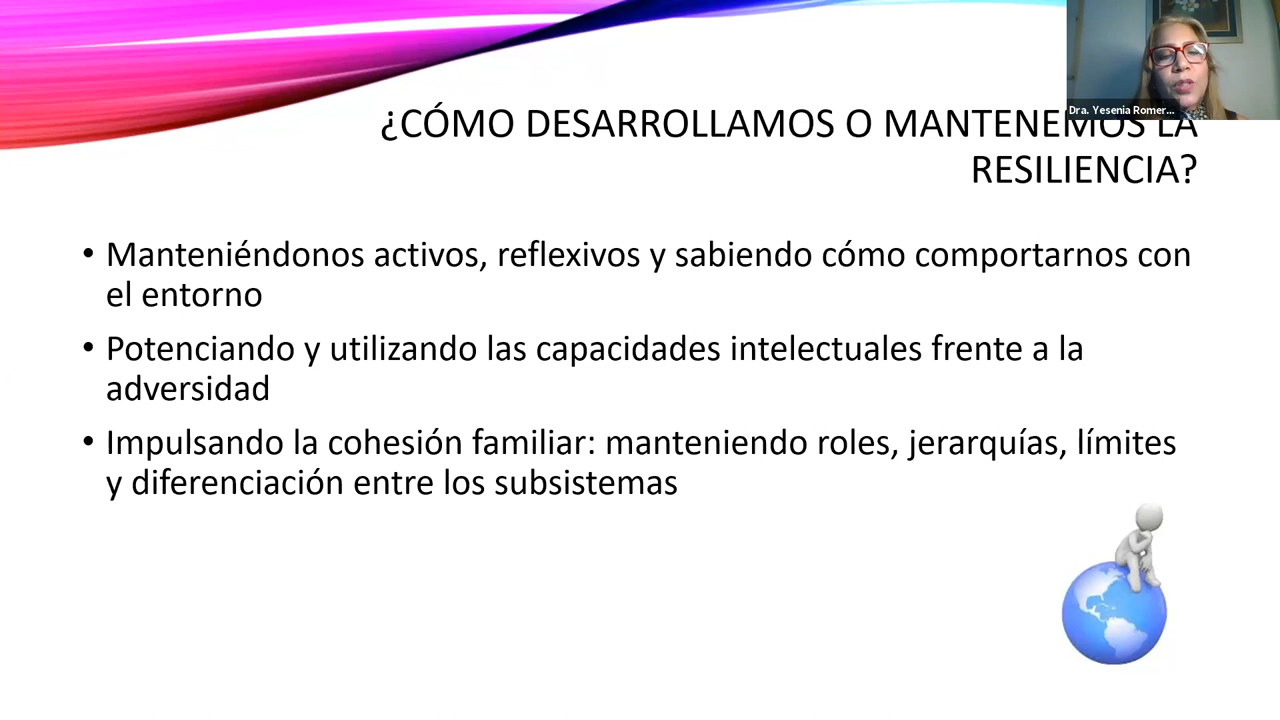 Dra. Yesenia Romer...
¿CÓMO DESARROLLAMOS O MANTENEMOS LA
RESILIENCIA?
• Manteniéndonos activos, reflexivos y sabiendo cómo comportarnos con
el entorno
• Potenciando y utilizando las capacidades intelectuales frente a la
adversidad
• Impulsando la cohesión familiar: manteniendo roles, jerarquías, límites
y diferenciación entre los subsistemas